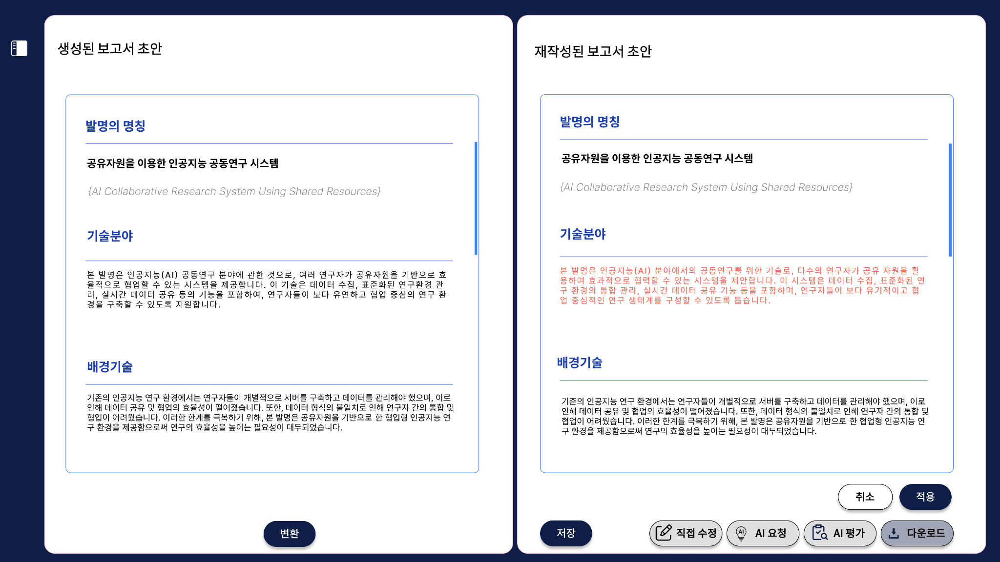 생성된 보고서 초안
발명의 명칭
공유자원을 이용한 인공지능 공동연구 시스템
{AI Collaborative Research System Using Shared Resources}
기술분야
본 발명은 인공지능(AI) 공동연구 분야에 관한 것으로, 여러 연구자가 공유자원을 기반으로 효
율적으로 협업할 수 있는 시스템을 제공합니다. 이 기술은 데이터 수집, 표준화된 연구환경 관
리, 실시간 데이터 공유 등의 기능을 포함하여, 연구자들이 보다 유연하고 협업 중심의 연구 환
경을 구축할 수 있도록 지원합니다.
배경기술
기존의 인공지능 연구 환경에서는 연구자들이 개별적으로 서버를 구축하고 데이터를 관리해야 했으며, 이로
인해 데이터 공유 및 협업의 효율성이 떨어졌습니다. 또한, 데이터 형식의 불일치로 인해 연구자 간의 통합 및
협업이 어려웠습니다. 이러한 한계를 극복하기 위해, 본 발명은 공유자원을 기반으로 한 협업형 인공지능 연
구 환경을 제공함으로써 연구의 효율성을 높이는 필요성이 대두되었습니다.
변환
재작성된 보고서 초안
발명의 명칭
공유자원을 이용한 인공지능 공동연구 시스템
{AI Collaborative Research System Using Shared Resources}
기술분야
본 발명은 인공지능(AI) 분야에서의 공동연구를 위한 기술로, 다수의 연구자가 공유 자원을 활
용하여 효과적으로 협력할 수 있는 시스템을 제안합니다. 이 시스템은 데이터 수집, 표준화된 연
구 환경의 통합 관리, 실시간 데이터 공유 기능 등을 포함하며, 연구자들이 보다 유기적이고 협
업 중심적인 연구 생태계를 구성할 수 있도록 돕습니다.
배경기술
기존의 인공지능 연구 환경에서는 연구자들이 개별적으로 서버를 구축하고 데이터를 관리해야 했으며, 이로
인해 데이터 공유 및 협업의 효율성이 떨어졌습니다. 또한, 데이터 형식의 불일치로 인해 연구자 간의 통합 및
협업이 어려웠습니다. 이러한 한계를 극복하기 위해, 본 발명은 공유자원을 기반으로 한 협업형 인공지능 연
구 환경을 제공함으로써 연구의 효율성을 높이는 필요성이 대두되었습니다.
취소
적용
저장
직접 수정
AI
AI 요청
AI 평가
다운로드